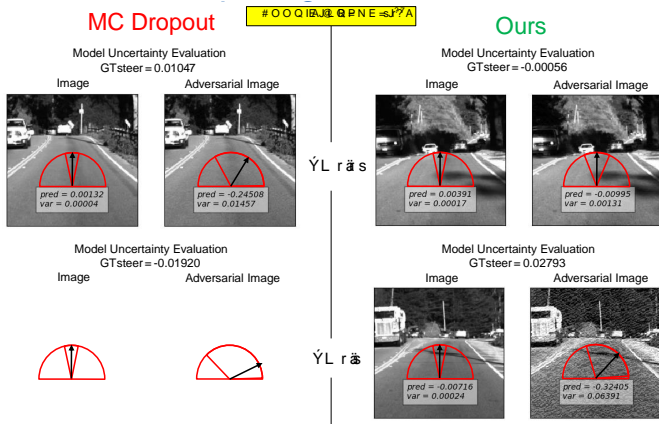 MC Dropout
Ours
Model Uncertainty Evaluation
GTsteer = 0.01047
Image
Adversarial Image
pred = 0.00132
var = 0.00004
pred = -0.24508
var = 0.01457
Model Uncertainty Evaluation
GTsteer = -0.00056
Image
Adversarial Image
pred = 0.00391
var = 0.00017
pred = -0.00995
var = 0.00131
Model Uncertainty Evaluation
GTsteer = -0.01920
Image
Adversarial Image
Model Uncertainty Evaluation
GTsteer = 0.02793
Image
Adversarial Image
pred = -0.00716
var = 0.00024
pred = -0.32405
var = 0.06391